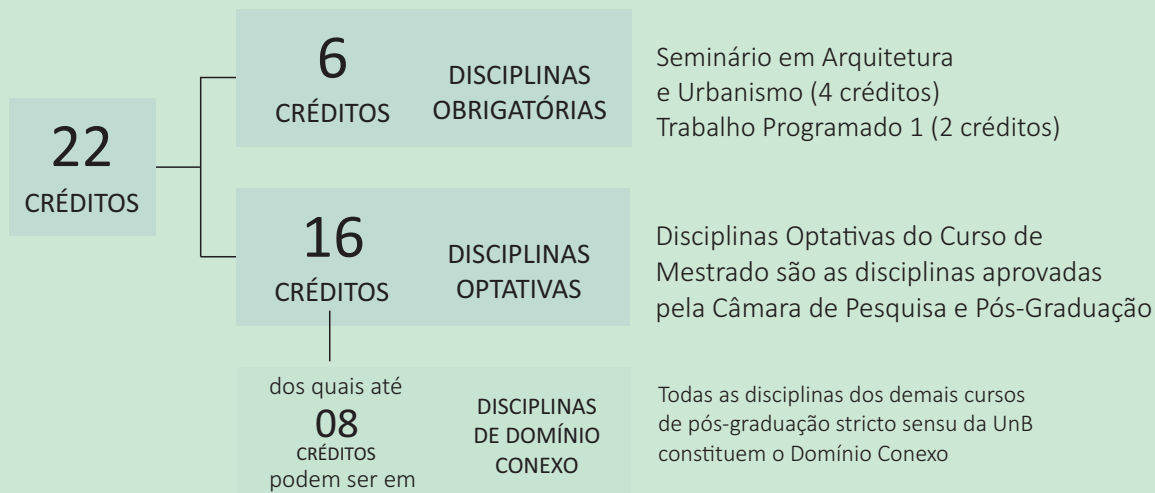 22
CRÉDITOS
6
CRÉDITOS
DISCIPLINAS
OBRIGATÓRIAS
Seminário em Arquitetura
e Urbanismo (4 créditos)
Trabalho Programado 1 (2 créditos)
16
CRÉDITOS
DISCIPLINAS
OPTATIVAS
Disciplinas Optativas do Curso de
Mestrado são as disciplinas aprovadas
pela Câmara de Pesquisa e Pós-Graduação
dos quais até
08
CRÉDITOS
podem ser em
DISCIPLINAS
DE DOMÍNIO
CONEXO
Todas as disciplinas dos demais cursos
de pós-graduação stricto sensu da UnB
constituem o Domínio Conexo